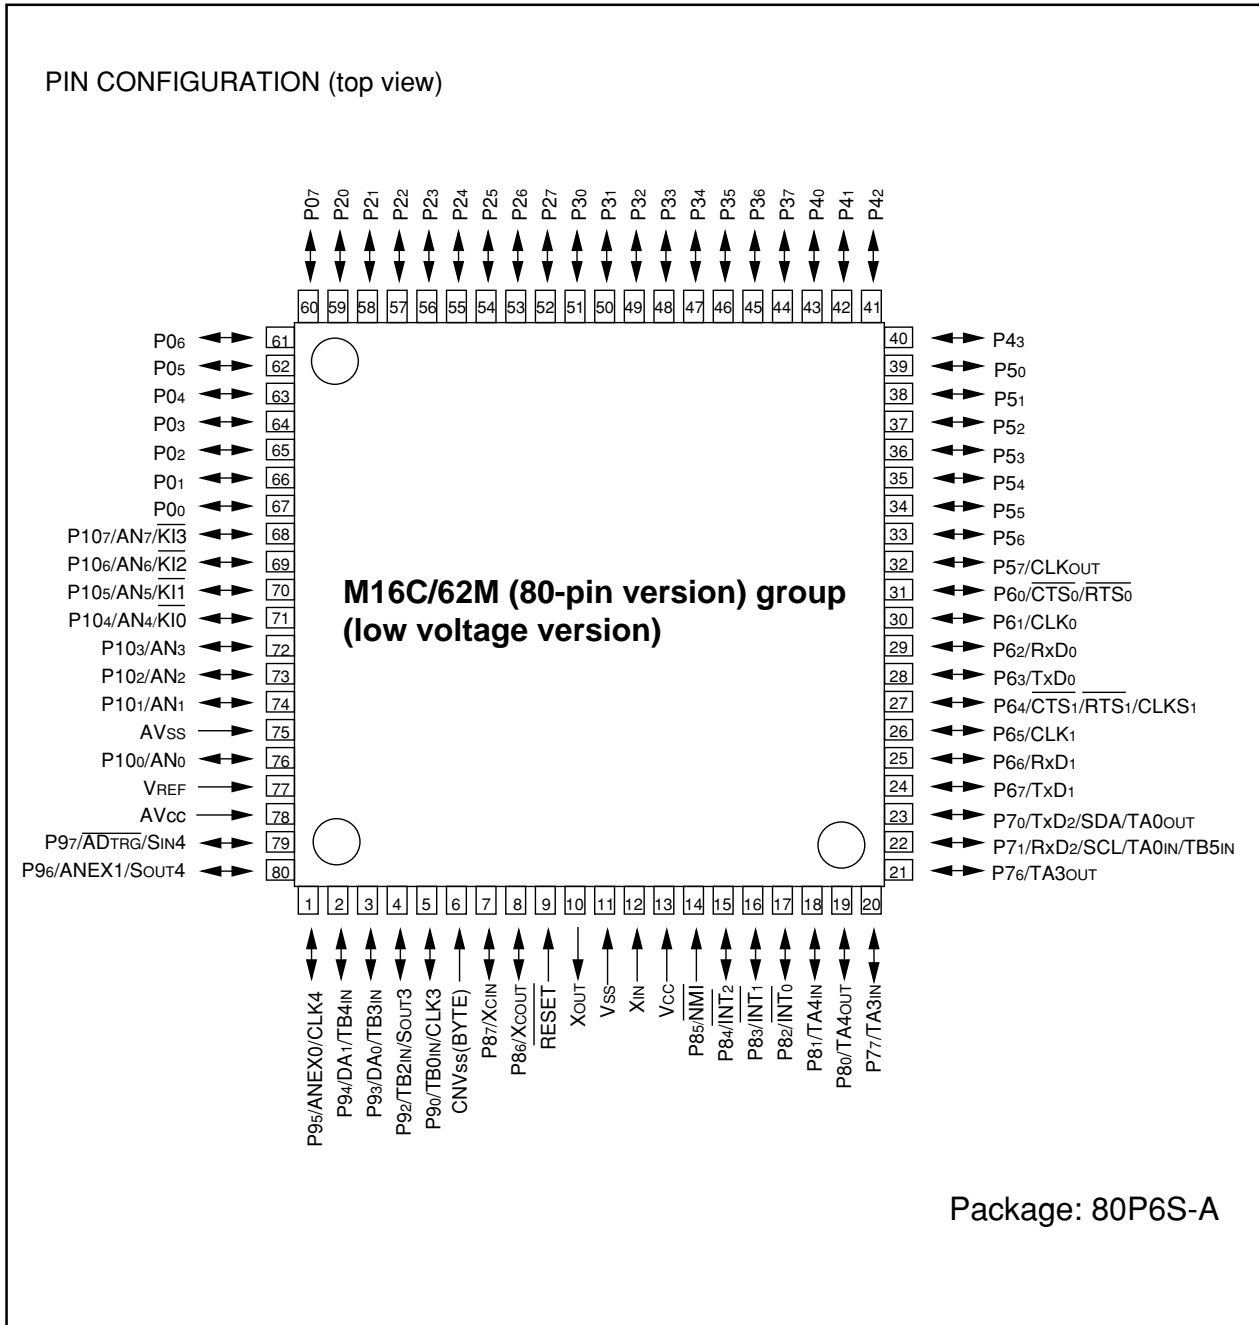 PIN CONFIGURATION (top view)
P07 P20 P21 P22 P23 P24 P25 P26 P27 P30 P31 P32 P33 P34 P35 P36 P37 P40 P41 P42
60 59 58 57 56 55 54 53 52 51 50 49 48 47 46 45 44 43 42 41
P06 61 40 P43
P05 62 39 P50
P04 63 38 P51
P03 64 37 P52
P02 65 36 P53
P01 66 35 P54
P00 67 34 P55
P107/AN7/KI3 68 33 P56
P106/AN6/KI2 69 32 P57/CLKOUT
P105/AN5/KI1 70 31 P60/CTS0/RTS0
P104/AN4/KI0 71 30 P61/CLK0
P103/AN3 72 29 P62/RxD0
P102/AN2 73 28 P63/TxD0
P101/AN1 74 27 P64/CTS1/RTS1/CLKS1
AVSS 75 26 P65/CLK1
P100/AN0 76 25 P66/RxD1
VREF 77 24 P67/TxD1
AVCC 78 23 P70/TxD2/SDA/TA0OUT
P97/ADTRG/SIN4 79 22 P71/RxD2/SCL/TA0IN/TB5IN
P96/ANEX1/SOUT4 80 21 P76/TA3OUT
M16C/62M (80-pin version) group
(low voltage version)
1 2 3 4 5 6 7 8 9 10 11 12 13 14 15 16 17 18 19 20
P95/ANEX0/CLK4
P94/DA1/TB4IN
P93/DA0/TB3IN
P92/TB2IN/SOUT3
P90/TB0IN/CLK3
CNVss(BYTE)
P87/XCIN
P86/XCOUT
RESET
XOUT
VSS
XIN
VCC
P85/NMI
P84/INT2
P83/INT1
P82/INT0
P81/TA4IN
P80/TA4OUT
P77/TA3IN
Package: 80P6S-A